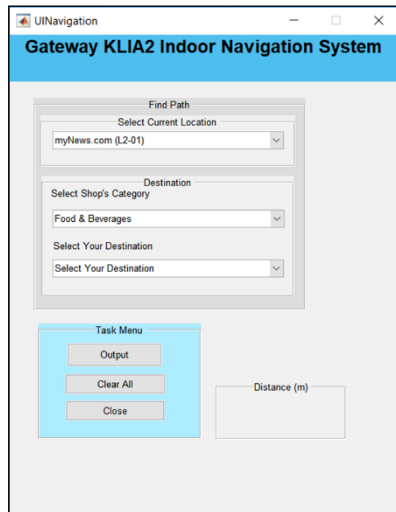 UINavigation
Gateway KLIA2 Indoor Navigation System
Find Path
Select Current Location
myNews.com (L2-01)
Destination
Select Shop's Category
Food & Beverages
Select Your Destination
Select Your Destination
Task Menu
Output
Clear All
Close
Distance (m)